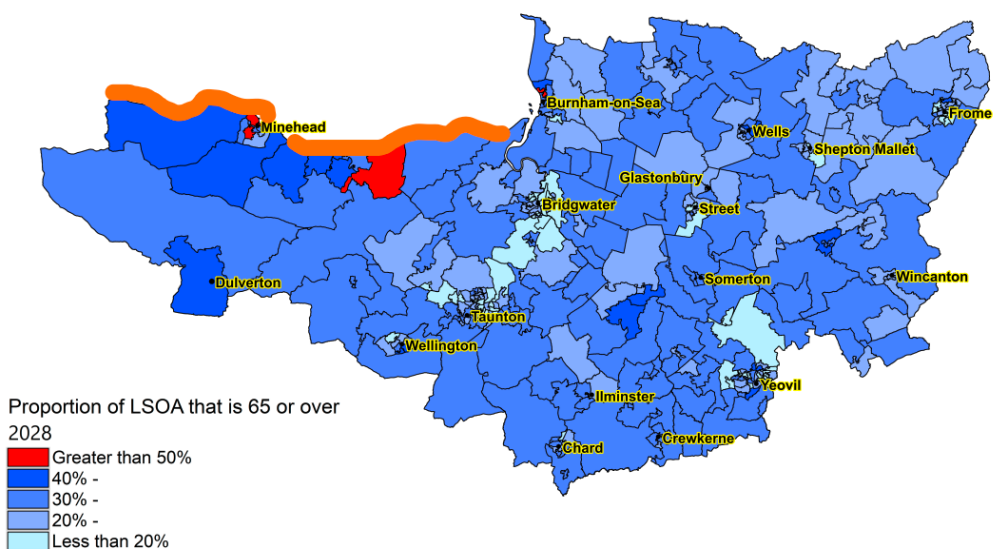 Minehead
Burnham-on-Sea
Wells
Frome
Shepton Mallet
Glastonbury
Bridgwater
Street
Dulverton
Somerton
Wincanton
Taunton
Wellington
Yeovil
Ilminster
Chard
Crewkerne
Proportion of LSOA that is 65 or over
2028
Greater than 50%
40% -
30% -
20% -
Less than 20%